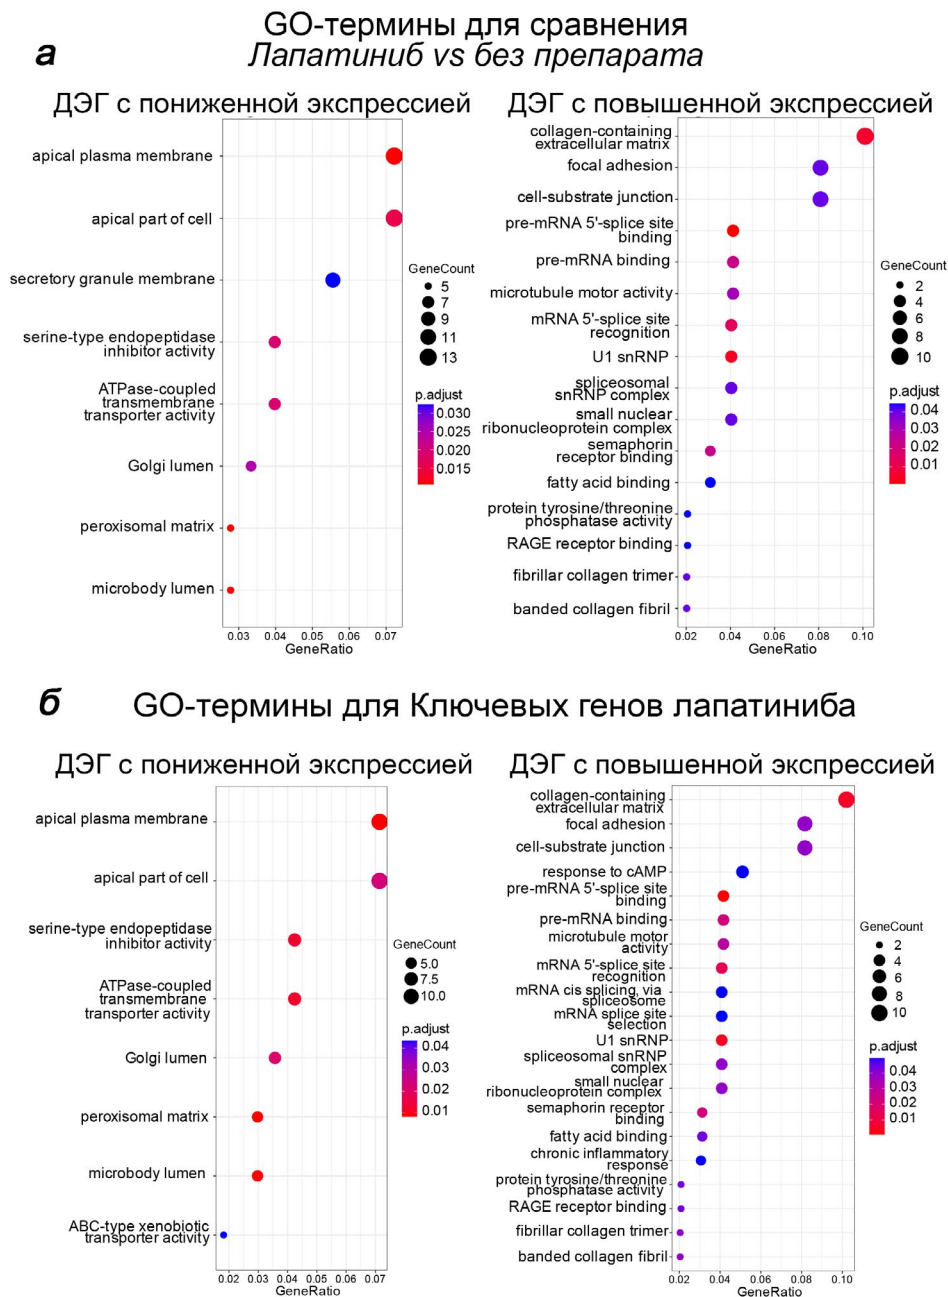 GO-термины для сравнения
а
Лапатиниб vs без препарата
ДЭГ с пониженной экспрессией
apical plasma membrane
apical part of cell
secretory granule membrane
serine-type endopeptidase
inhibitor activity
ATPase-coupled
transmembrane
transporter activity
Golgi lumen
peroxisomal matrix
microbody lumen
0.03 0.04 0.05 0.06 0.07
GeneRatio
GeneCount
5
7
9
11
13
p.adjust
0.030
0.025
0.020
0.015
ДЭГ с повышенной экспрессией
collagen-containing
extracellular matrix
focal adhesion
cell-substrate junction
pre-mRNA 5'-splice site
binding
pre-mRNA binding
microtubule motor activity
mRNA 5'-splice site
recognition
U1 snRNP
spliceosomal
snRNP complex
small nuclear
ribonucleoprotein complex
semaphorin
receptor binding
fatty acid binding
protein tyrosine/threonine
phosphatase activity
RAGE receptor binding
fibrillar collagen trimer
banded collagen fibril
0.02 0.04 0.06 0.08 0.10
GeneRatio
GeneCount
2
4
6
8
10
p.adjust
0.04
0.03
0.02
0.01
б GO-термины для Ключевых генов лапатиниба
ДЭГ с пониженной экспрессией
apical plasma membrane
apical part of cell
serine-type endopeptidase
inhibitor activity
ATPase-coupled
transmembrane
transporter activity
Golgi lumen
peroxisomal matrix
microbody lumen
ABC-type xenobiotic
transporter activity
0.02 0.03 0.04 0.05 0.06 0.07
GeneRatio
GeneCount
5.0
7.5
10.0
p.adjust
0.04
0.03
0.02
0.01
ДЭГ с повышенной экспрессией
collagen-containing
extracellular matrix
focal adhesion
cell-substrate junction
response to cAMP
pre-mRNA 5'-splice site
binding
pre-mRNA binding
microtubule motor
activity
mRNA 5'-splice site
recognition
mRNA cis splicing, via
spliceosome
mRNA splice site
selection
U1 snRNP
spliceosomal snRNP
complex
small nuclear
ribonucleoprotein complex
semaphorin receptor
binding
fatty acid binding
chronic inflammatory
response
protein tyrosine/threonine
phosphatase activity
RAGE receptor binding
fibrillar collagen trimer
banded collagen fibril
0.02 0.04 0.06 0.08 0.10
GeneRatio
GeneCount
2
4
6
8
10
p.adjust
0.04
0.03
0.02
0.01